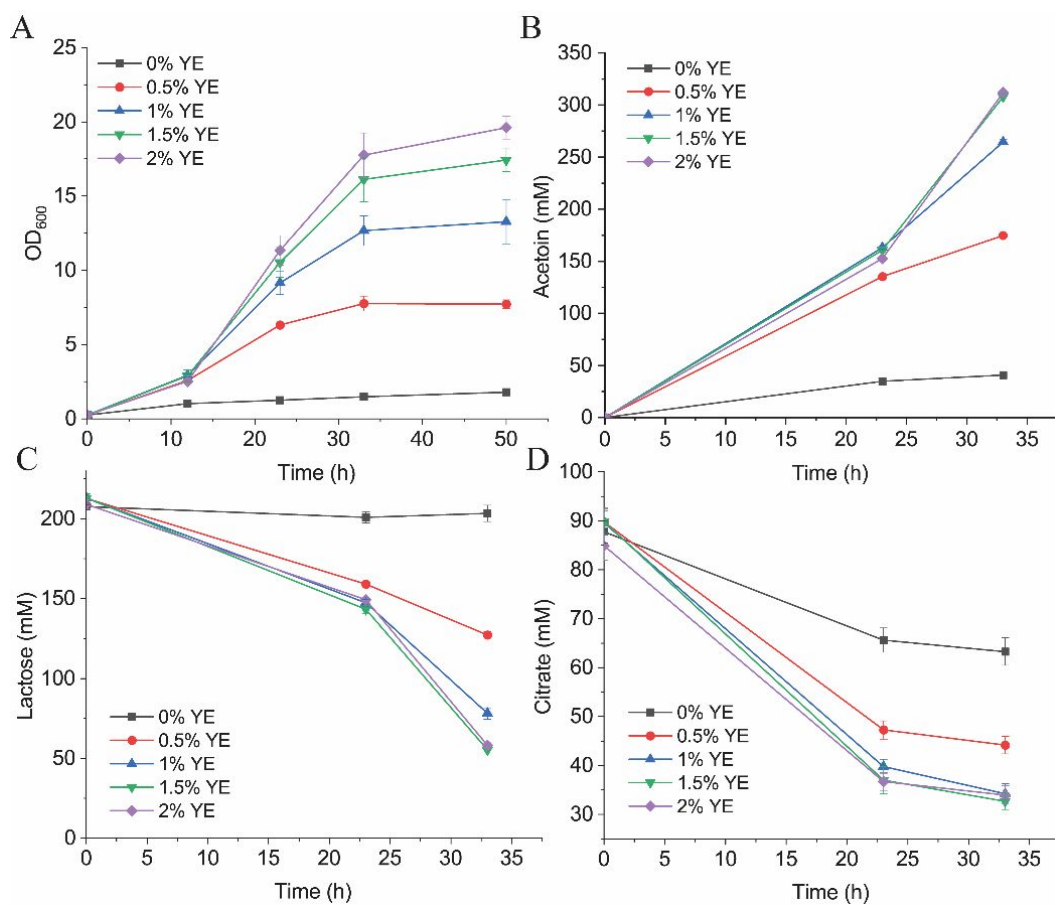 A
25
20
15
10
5
0
OD600
0% YE
0.5% YE
1% YE
1.5% YE
2% YE
0 10 20 30 40 50
Time (h)
B
350
300
250
200
150
100
50
0
Acetoin (mM)
0% YE
0.5% YE
1% YE
1.5% YE
2% YE
0 5 10 15 20 25 30 35
Time (h)
C
200
150
100
50
0
Lactose (mM)
0% YE
0.5% YE
1% YE
1.5% YE
2% YE
0 5 10 15 20 25 30 35
Time (h)
D
100
90
80
70
60
50
40
30
Citrate (mM)
0% YE
0.5% YE
1% YE
1.5% YE
2% YE
0 5 10 15 20 25 30 35
Time (h)